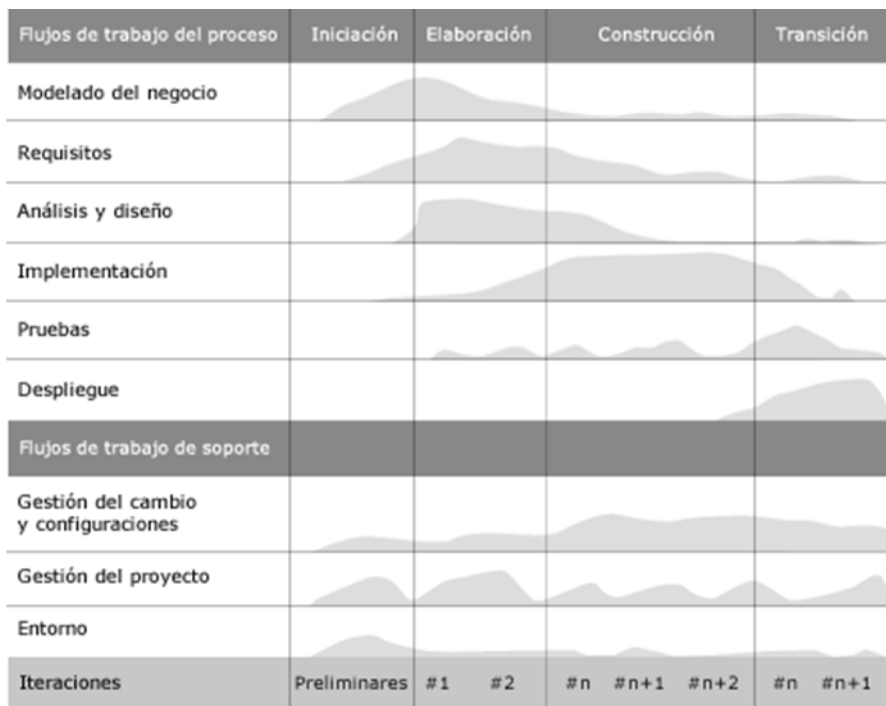 Flujos de trabajo del proceso Iniciación Elaboración Construcción Transición
Modelado del negocio
Requisitos
Análisis y diseño
Implementación
Pruebas
Despliegue
Flujos de trabajo de soporte
Gestión del cambio
y configuraciones
Gestión del proyecto
Entorno
Iteraciones Preliminares #1 #2 #n #n+1 #n+2 #n #n+1